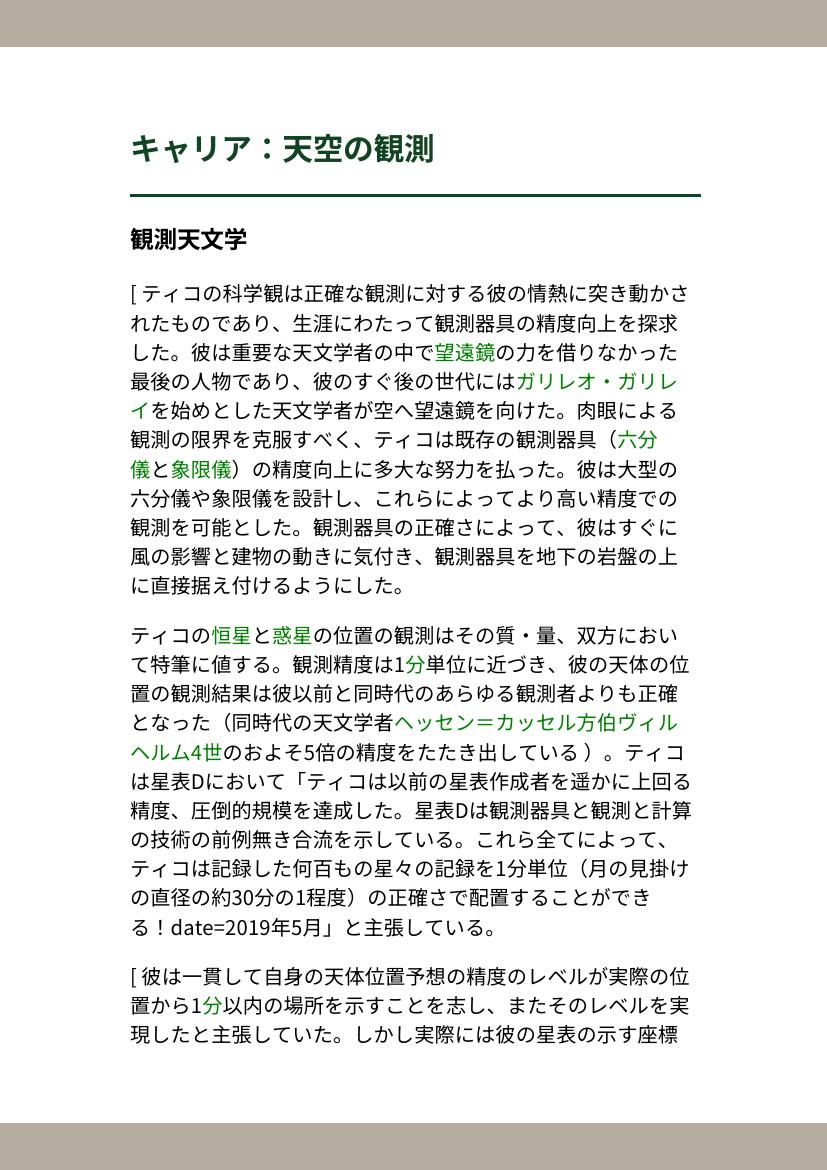 キャリア：天空の観測
観測天文学
[ ティコの科学観は正確な観測に対する彼の情熱に突き動かさ
れたものであり、生涯にわたって観測器具の精度向上を探求
した。彼は重要な天文学者の中で望遠鏡の力を借りなかった
最後の人物であり、彼のすぐ後の世代にはガリレオ・ガリレ
イを始めとした天文学者が空へ望遠鏡を向けた。肉眼による
観測の限界を克服すべく、ティコは既存の観測器具（六分
儀と象限儀）の精度向上に多大な努力を払った。彼は大型の
六分儀や象限儀を設計し、これらによってより高い精度での
観測を可能とした。観測器具の正確さによって、彼はすぐに
風の影響と建物の動きに気付き、観測器具を地下の岩盤の上
に直接据え付けるようにした。
ティコの恒星と惑星の位置の観測はその質・量、双方におい
て特筆に値する。観測精度は1分単位に近づき、彼の天体の位
置の観測結果は彼以前と同時代のあらゆる観測者よりも正確
となった（同時代の天文学者ヘッセン＝カッセル方伯ヴィル
ヘルム4世のおよそ5倍の精度をたたき出している ）。ティコ
は星表Dにおいて「ティコは以前の星表作成者を遥かに上回る
精度、圧倒的規模を達成した。星表Dは観測器具と観測と計算
の技術の前例無き合流を示している。これら全てによって、
ティコは記録した何百もの星々の記録を1分単位（月の見掛け
の直径の約30分の1程度）の正確さで配置することができ
る！date=2019年5月」と主張している。
[ 彼は一貫して自身の天体位置予想の精度のレベルが実際の位
置から1分以内の場所を示すことを志し、またそのレベルを実
現したと主張していた。しかし実際には彼の星表の示す座標